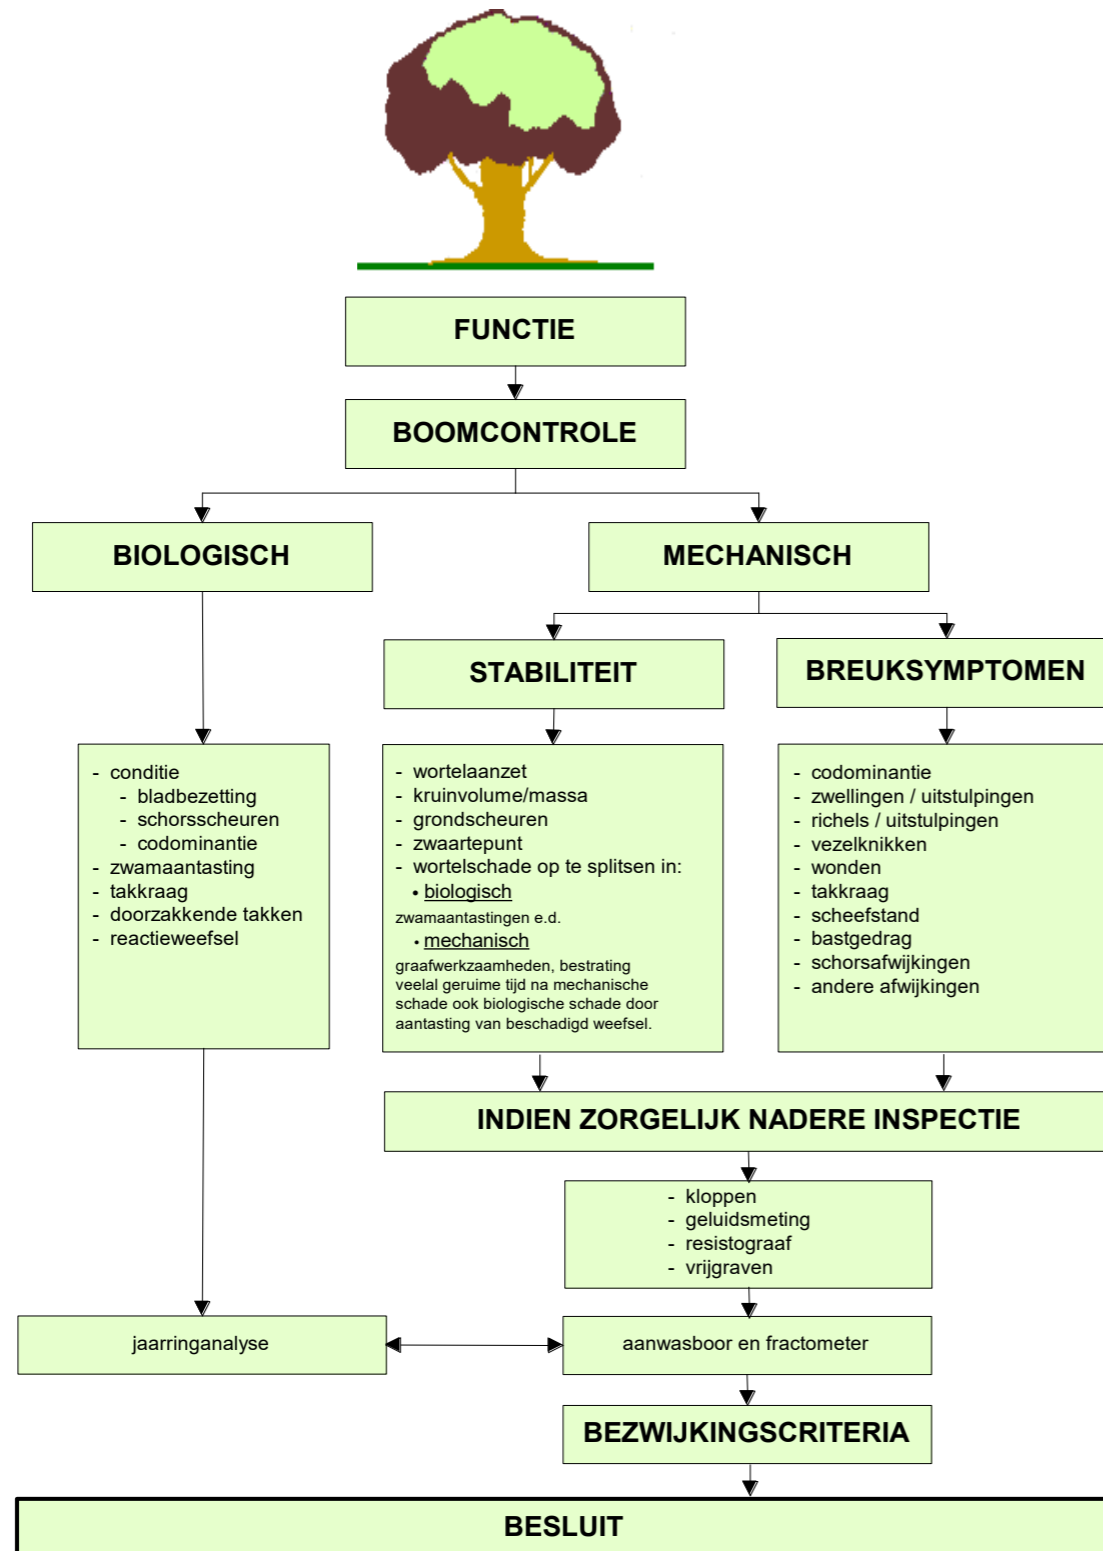 FUNCTIE
BOOMCONTROLE
BIOLOGISCH
MECHANISCH
STABILITEIT
BREUKSYMPTOMEN
- conditie
- bladbezetting
- schorsscheuren
- codominantie
- zwamaantasting
- takkraag
- doorzakkende takken
- reactieweefsel
- wortelaanzet
- kruinvolume/massa
- grondscheuren
- zwaartepunt
- wortelschade op te splitsen in:
• biologisch
zwamaantastingen e.d.
• mechanisch
graafwerkzaamheden, bestrating
veelal geruime tijd na mechanische
schade ook biologische schade door
aantasting van beschadigd weefsel.
- codominantie
- zwellingen / uitstulpingen
- richels / uitstulpingen
- vezelknikken
- wonden
- takkraag
- scheefstand
- bastgedrag
- schorsafwijkingen
- andere afwijkingen
INDIEN ZORGELIJK NADERE INSPECTIE
- kloppen
- geluidsmeting
- resistograaf
- vrijgraven
jaarringanalyse
aanwasboor en fractometer
BEZWIJKINGSCRITERIA
BESLUIT